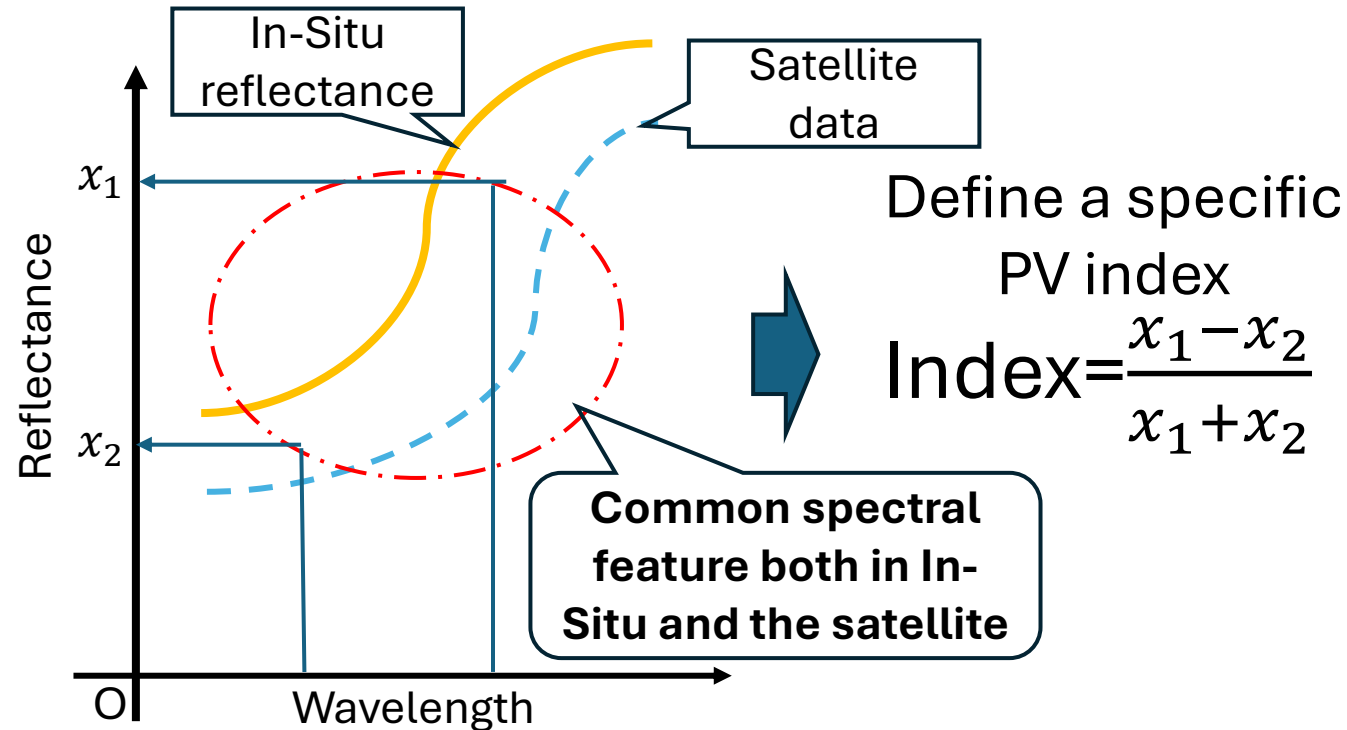 In-Situ
reflectance
Satellite
data
x₁
x₂
Reflectance
O
Wavelength
Common spectral
feature both in In-
Situ and the satellite
Define a specific
PV index
Index=
x₁−x₂
x₁+x₂